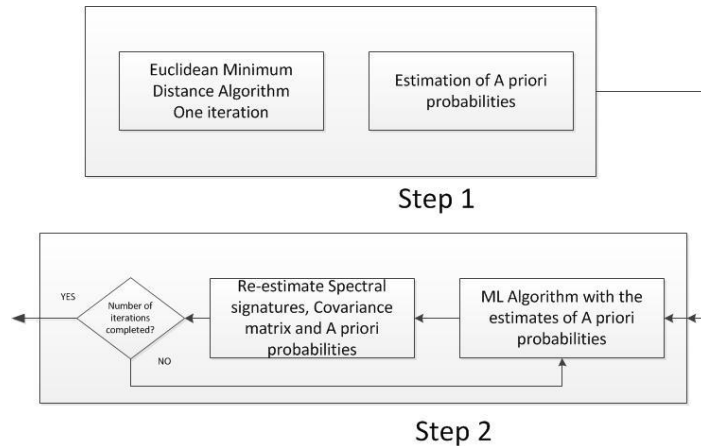 Euclidean Minimum
Distance Algorithm
One iteration
Estimation of A priori
probabilities
Step 1
YES
Number of
iterations
completed?
NO
Re-estimate Spectral
signatures, Covariance
matrix and A priori
probabilities
ML Algorithm with the
estimates of A priori
probabilities
Step 2